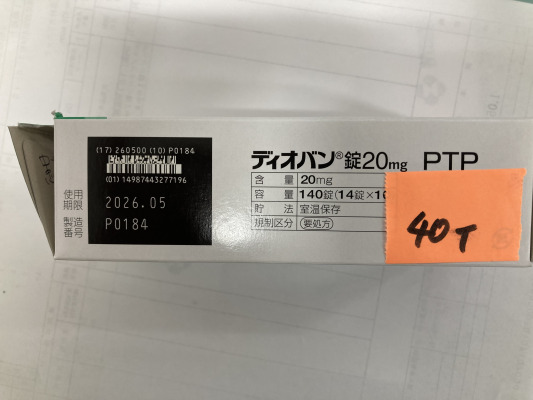 (17) 260500 (10) P0184
(01) 14987443277196
使用期限 2026.05
製造番号 P0184
ディオバン®錠20mg PTP
含量 20mg
容量 140錠(14錠×10
貯法 室温保存
規制区分 要処方
40T